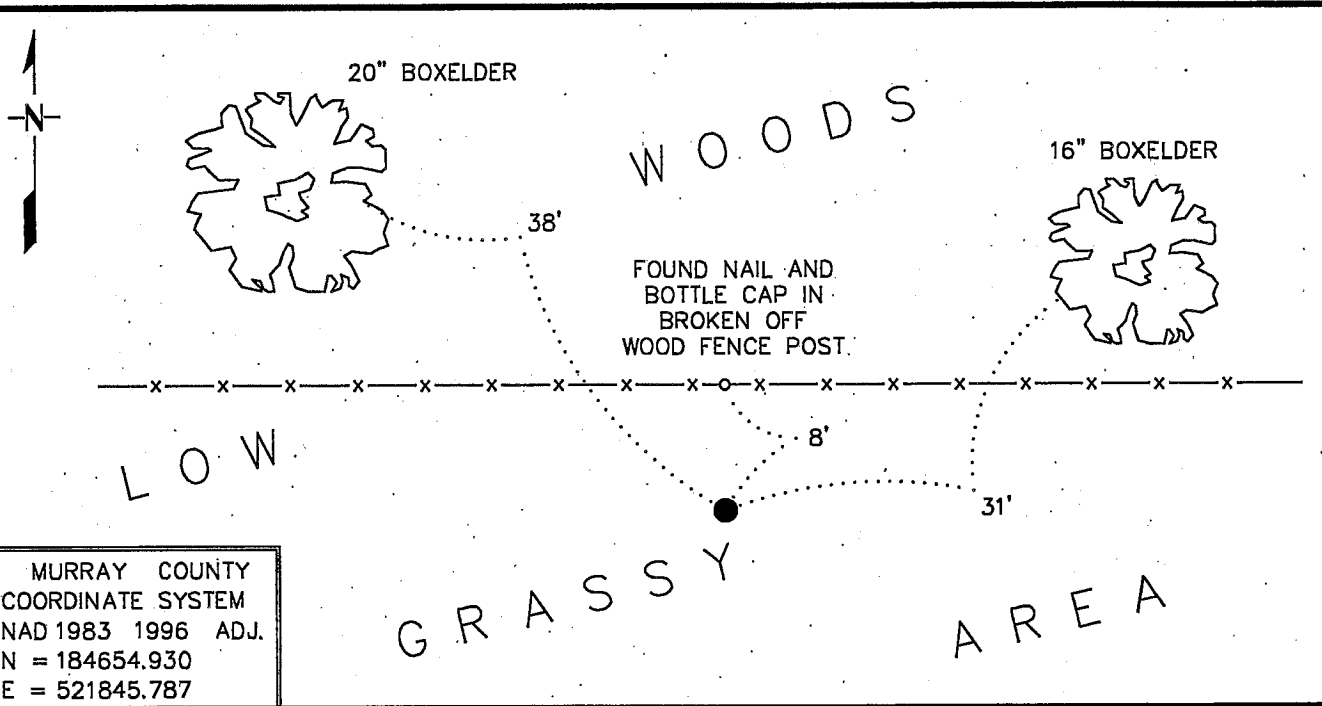 N
20" BOXELDER
WOODS
16" BOXELDER
38'
FOUND NAIL AND
BOTTLE CAP IN
BROKEN OFF
WOOD FENCE POST.
x x x x x x x x x o x x x x x x x x
8'
LOW
31'
GRASSY
AREA
MURRAY COUNTY
COORDINATE SYSTEM
NAD 1983 1996 ADJ.
N = 184654.930
E = 521845.787